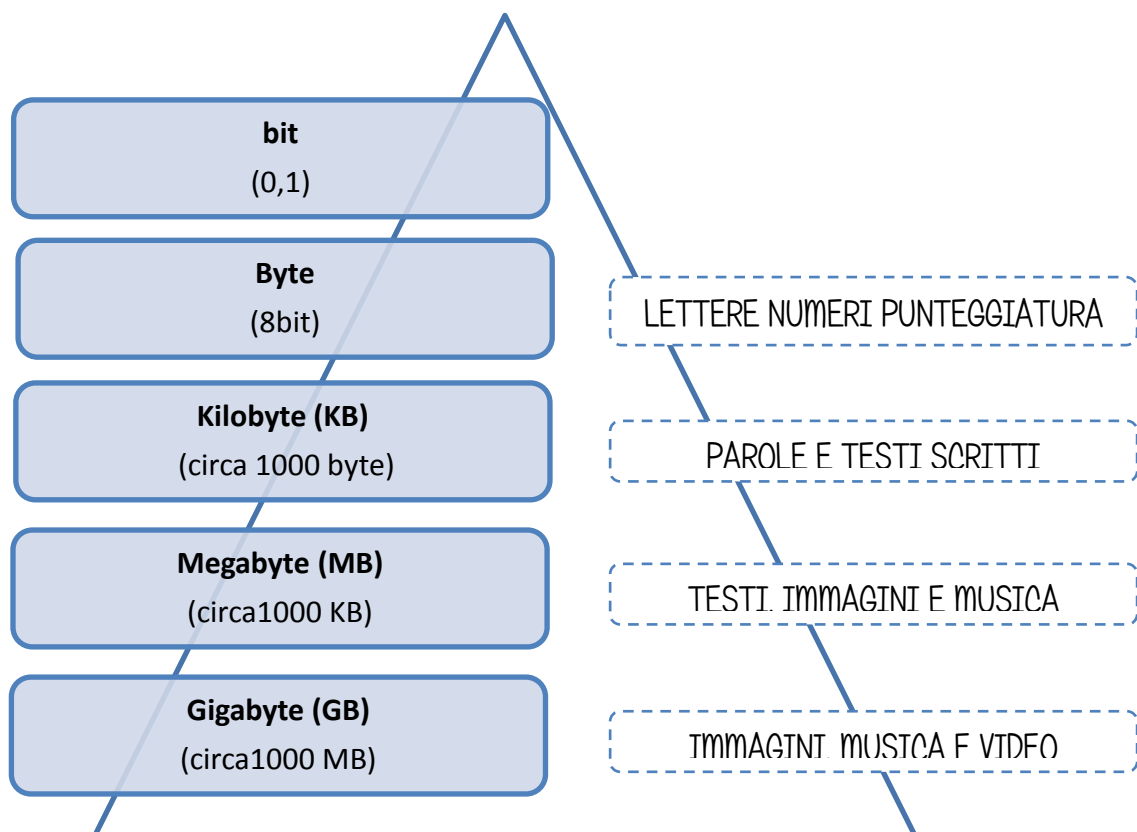 bit
(0,1)
Byte
(8bit)
LETTERE NUMERI PUNTEGGIATURA
Kilobyte (KB)
(circa 1000 byte)
PAROLE E TESTI SCRITTI
Megabyte (MB)
(circa1000 KB)
TESTI, IMMAGINI E MUSICA
Gigabyte (GB)
(circa1000 MB)
IMMAGINI, MUSICA E VIDEO